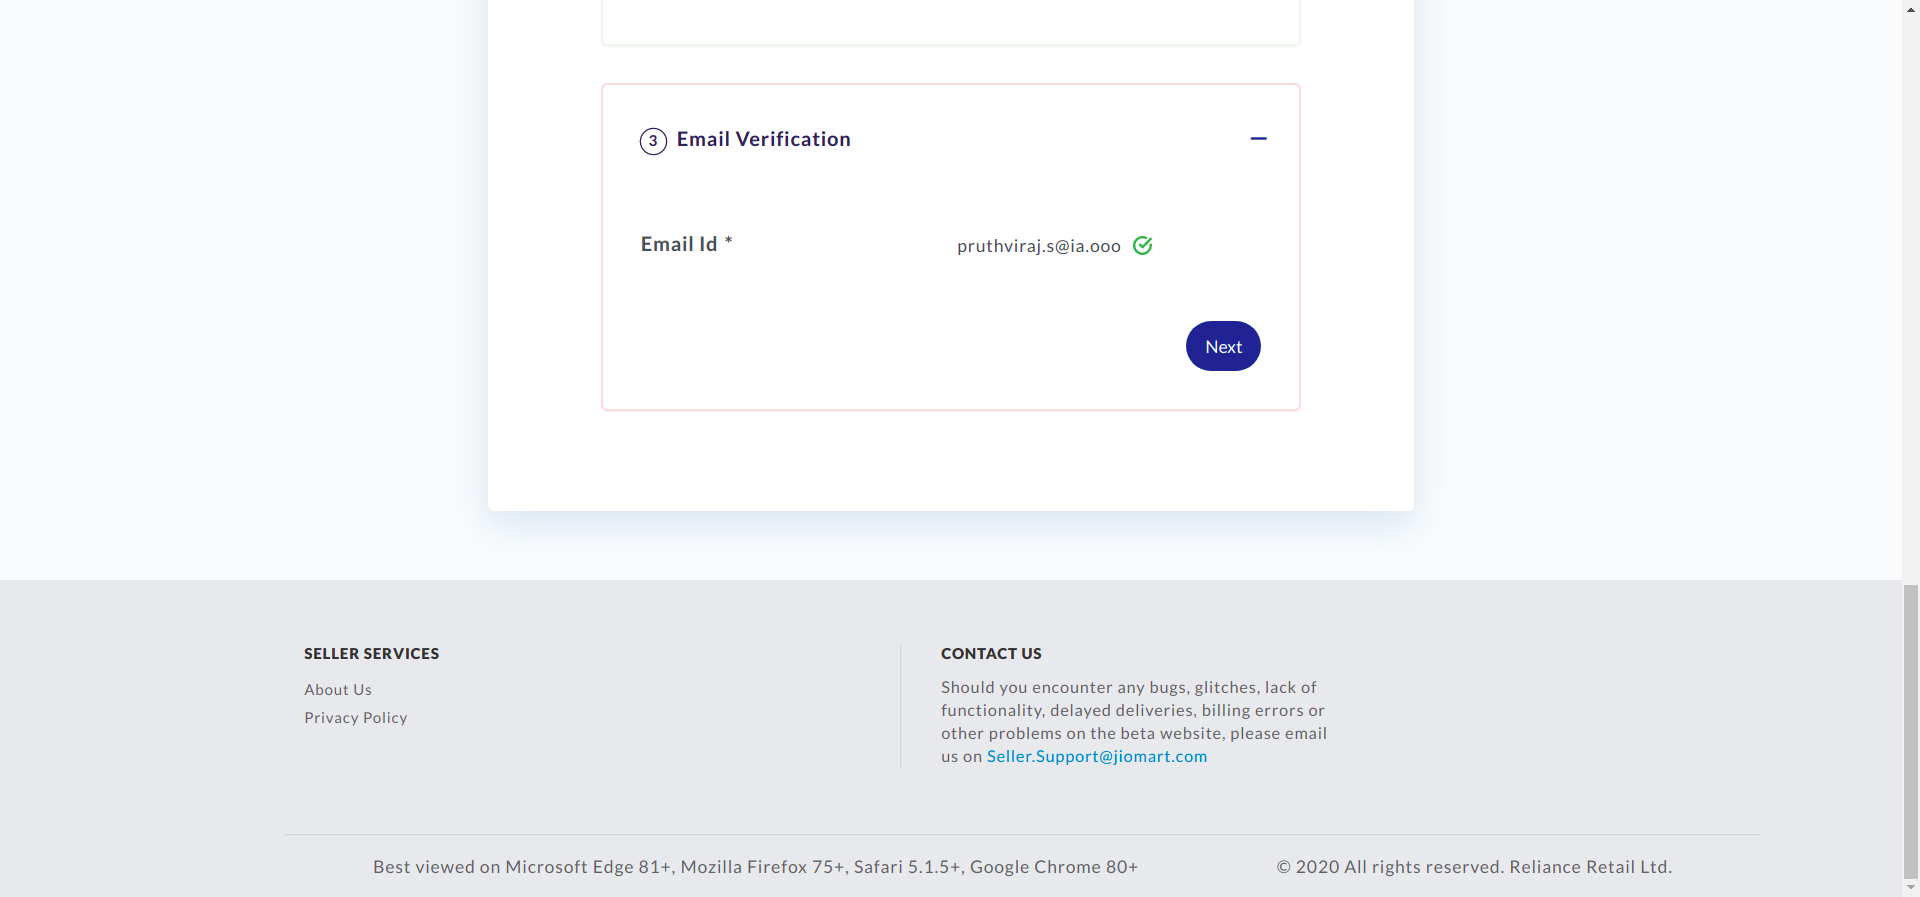 3 Email Verification
Email Id *
pruthviraj.s@ia.ooo
Next
SELLER SERVICES
About Us
Privacy Policy
CONTACT US
Should you encounter any bugs, glitches, lack of
functionality, delayed deliveries, billing errors or
other problems on the beta website, please email
us on Seller.Support@jiomart.com
Best viewed on Microsoft Edge 81+, Mozilla Firefox 75+, Safari 5.1.5+, Google Chrome 80+
© 2020 All rights reserved. Reliance Retail Ltd.